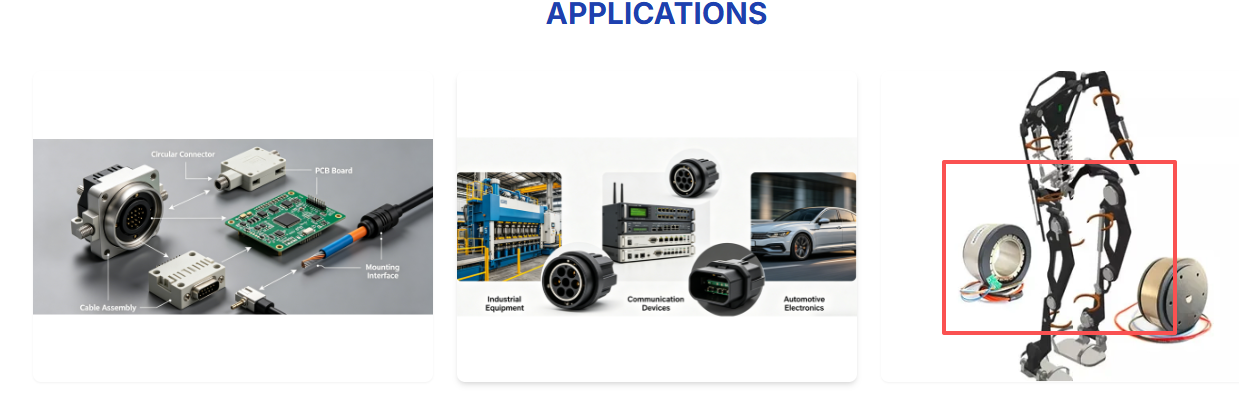 APPLICATIONS
Circular Connector
PCB Board
Mounting
Interface
Cable Assembly
Industrial
Equipment
Communication
Devices
Automotive
Electronics